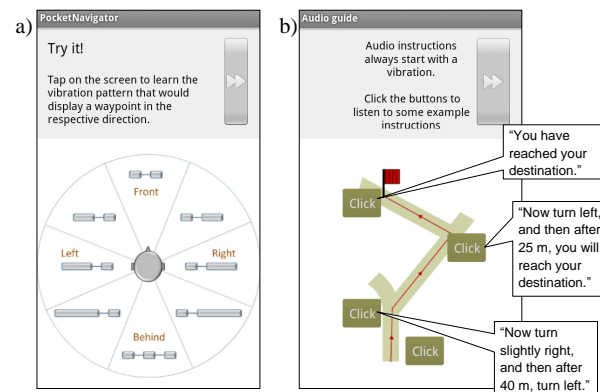 a)
PocketNavigator
Try it!
Tap on the screen to learn the
vibration pattern that would
display a waypoint in the
respective direction.
Front
Left
Right
Behind
b)
Audio guide
Audio instructions
always start with a
vibration.
Click the buttons to
listen to some example
instructions
Click
Click
Click
Click
“You have
reached your
destination.”
“Now turn left,
and then after
25 m, you will
reach your
destination.”
“Now turn
slightly right,
and then after
40 m, turn left.”